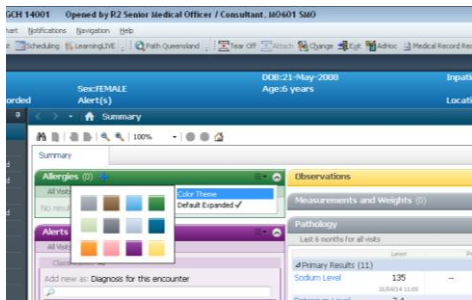 GCH 14001 Opened by R2 Senior Medical Officer / Consultant, MO601 SMO
hart Notifications Navigation Help
Scheduling LearningLIVE Path Queensland Tear Off Attach Change Exit AdHoc Medical Record Req
DOB:21-May-2008 Inpati
Sex:FEMALE Age:6 years
orded Alert(s) Locati
Summary
100%
Summary
Allergies (0) Observations
All Visits Color Theme
No resul Default Expanded ✓ Measurements and Weights (0)
Pathology
Alerts Last 6 months for all visits
All Visits Latest
Primary Results (11)
Add new as: Diagnosis for this encounter Sodium Level 135 --